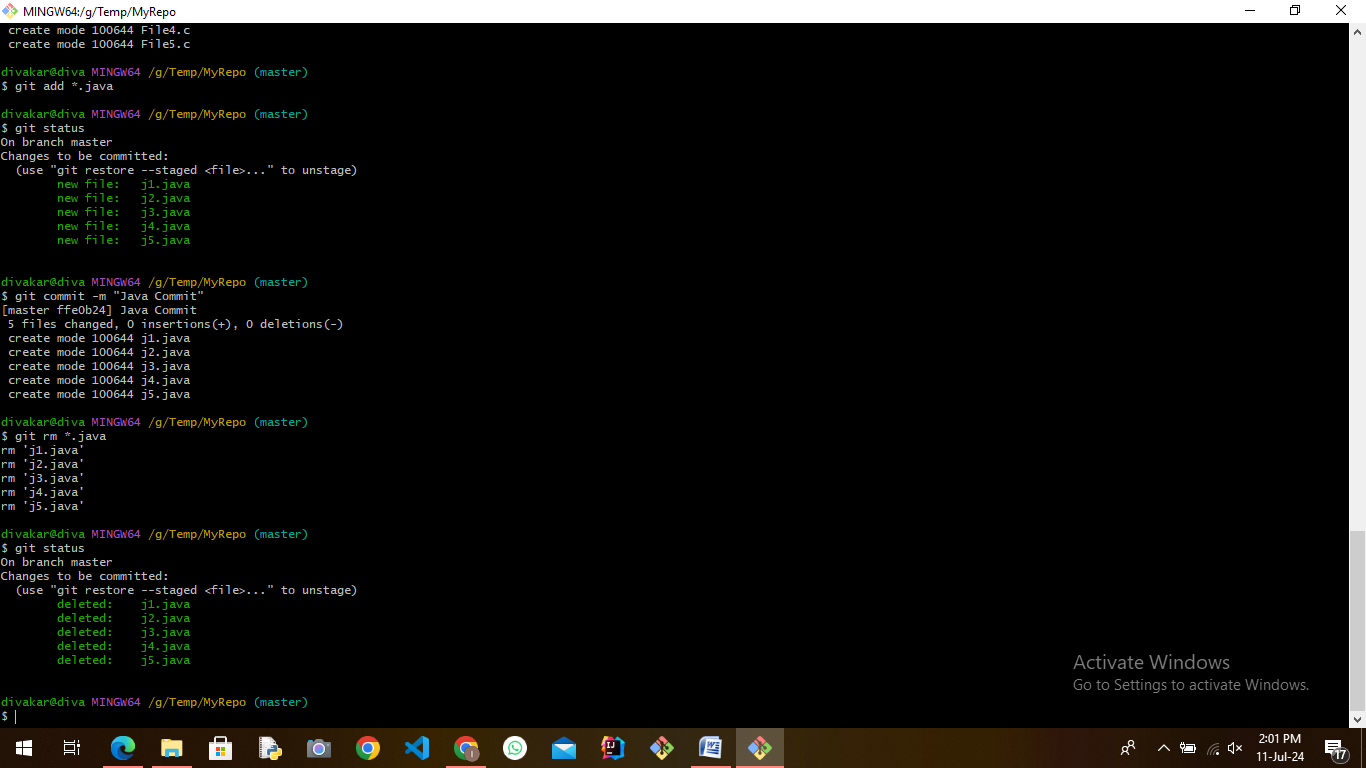 MINGW64:/g/Temp/MyRepo
create mode 100644 File4.c
create mode 100644 File5.c
divakar@diva MINGW64 /g/Temp/MyRepo (master)
$ git add *.java
divakar@diva MINGW64 /g/Temp/MyRepo (master)
$ git status
On branch master
Changes to be committed:
(use "git restore --staged <file>..." to unstage)
new file: j1.java
new file: j2.java
new file: j3.java
new file: j4.java
new file: j5.java
divakar@diva MINGW64 /g/Temp/MyRepo (master)
$ git commit -m "Java Commit"
[master ffe0b24] Java Commit
5 files changed, 0 insertions(+), 0 deletions(-)
create mode 100644 j1.java
create mode 100644 j2.java
create mode 100644 j3.java
create mode 100644 j4.java
create mode 100644 j5.java
divakar@diva MINGW64 /g/Temp/MyRepo (master)
$ git rm *.java
rm 'j1.java'
rm 'j2.java'
rm 'j3.java'
rm 'j4.java'
rm 'j5.java'
divakar@diva MINGW64 /g/Temp/MyRepo (master)
$ git status
On branch master
Changes to be committed:
(use "git restore --staged <file>..." to unstage)
deleted: j1.java
deleted: j2.java
deleted: j3.java
deleted: j4.java
deleted: j5.java
divakar@diva MINGW64 /g/Temp/MyRepo (master)
$
Activate Windows
Go to Settings to activate Windows.
2:01 PM
11-Jul-24
17